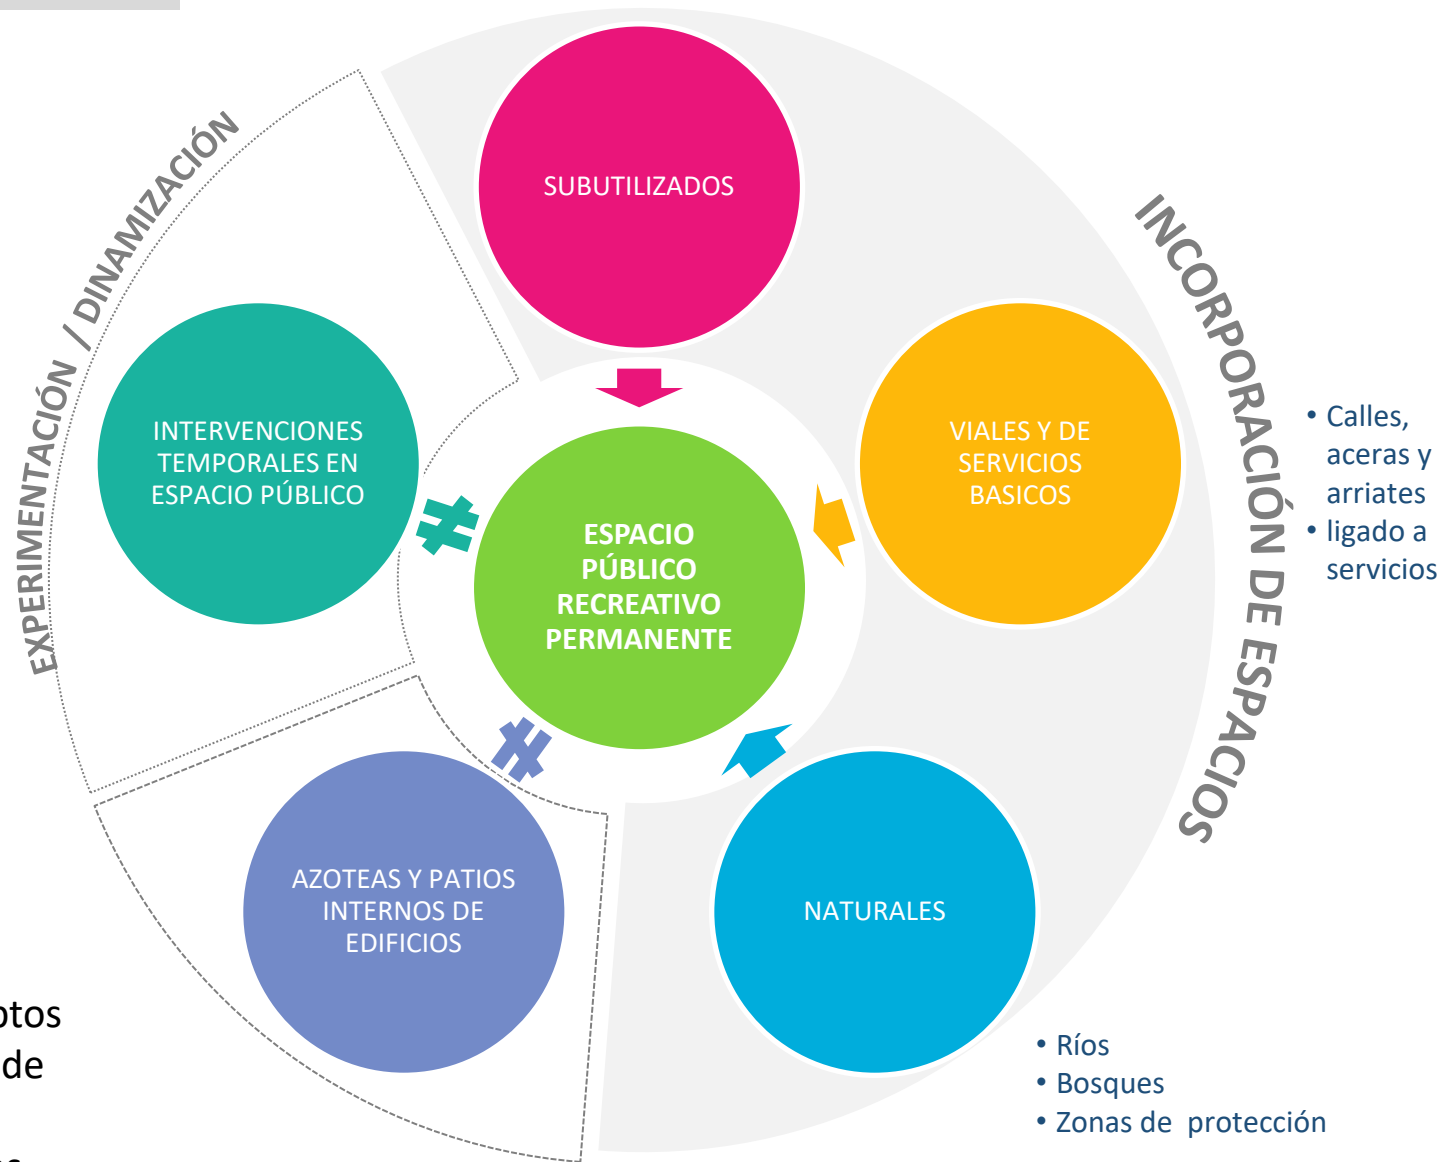 SUBUTILIZADOS
EXPERIMENTACIÓN / DINAMIZACIÓN
INCORPORACIÓN DE ESPACIOS
INTERVENCIONES
TEMPORALES EN
ESPACIO PÚBLICO
VIALES Y DE
SERVICIOS
BASICOS
• Calles,
aceras y
arriates
• ligado a
servicios
ESPACIO
PÚBLICO
RECREATIVO
PERMANENTE
AZOTEAS Y PATIOS
INTERNOS DE
EDIFICIOS
NATURALES
• Ríos
• Bosques
• Zonas de protección
de